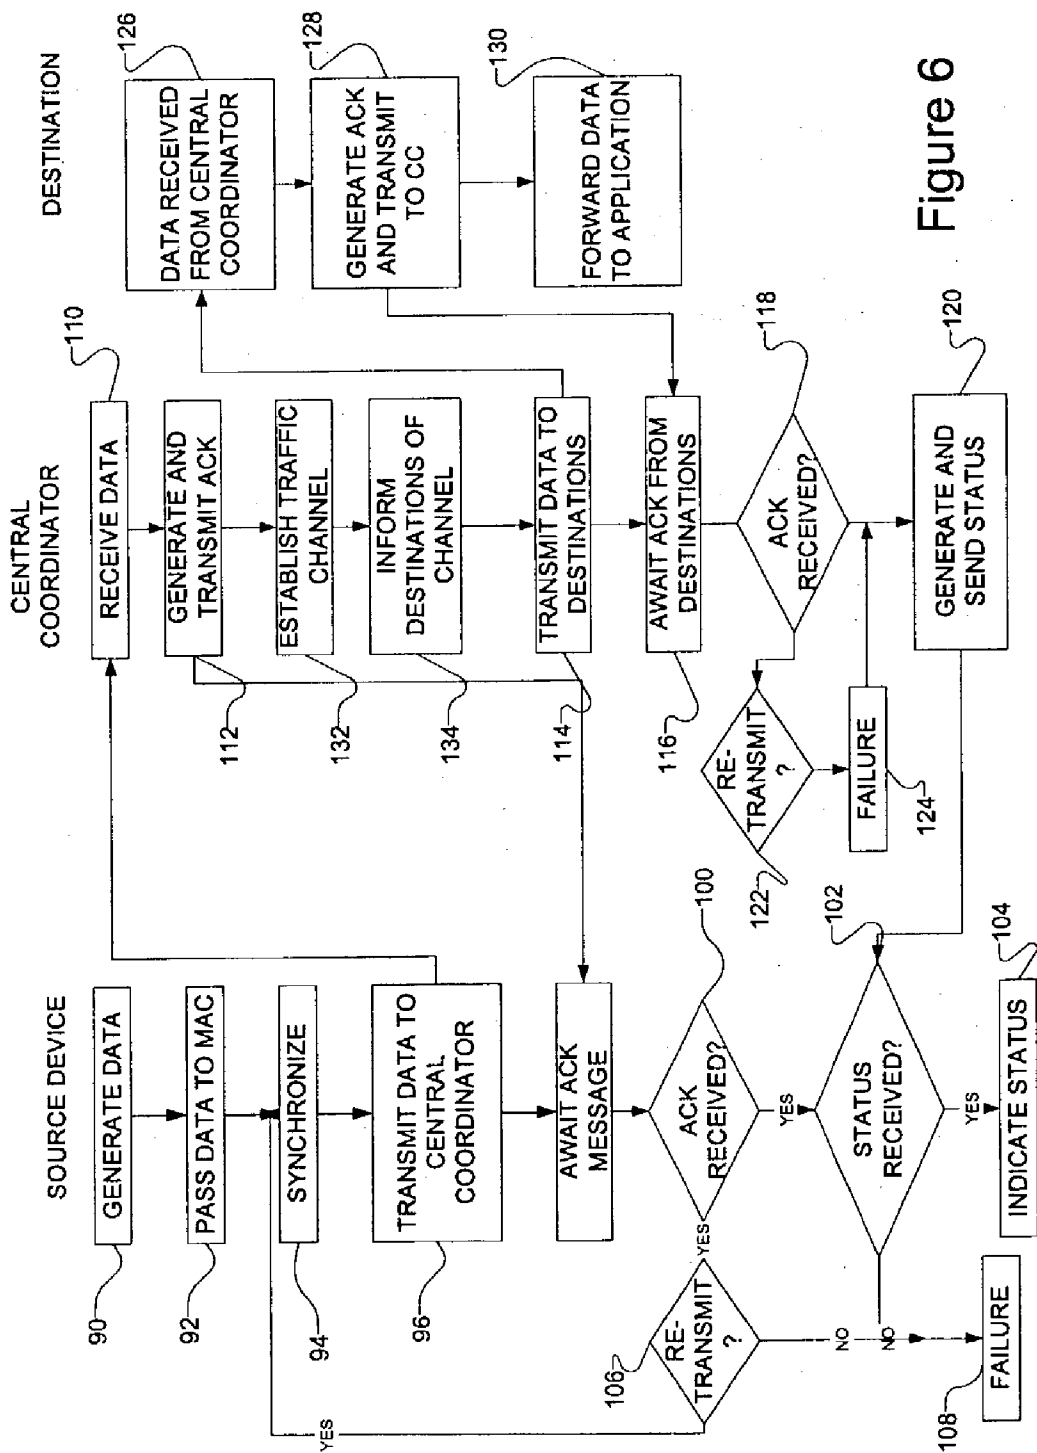 SOURCE DEVICE
90
GENERATE DATA
92
PASS DATA TO MAC
94
SYNCHRONIZE
96
TRANSMIT DATA TO
CENTRAL
COORDINATOR
AWAIT ACK
MESSAGE
100
ACK
RECEIVED?
YES
YES
106
RE-
TRANSMIT
?
YES
NO
102
STATUS
RECEIVED?
NO
YES
104
INDICATE STATUS
108
FAILURE
CENTRAL
COORDINATOR
110
RECEIVE DATA
112
GENERATE AND
TRANSMIT ACK
132
ESTABLISH TRAFFIC
CHANNEL
134
INFORM
DESTINATIONS OF
CHANNEL
114
TRANSMIT DATA TO
DESTINATIONS
116
AWAIT ACK FROM
DESTINATIONS
118
ACK
RECEIVED?
122
RE-
TRANSMIT
?
124
FAILURE
120
GENERATE AND
SEND STATUS
DESTINATION
126
DATA RECEIVED
FROM CENTRAL
COORDINATOR
128
GENERATE ACK
AND TRANSMIT
TO CC
130
FORWARD DATA
TO APPLICATION
Figure 6